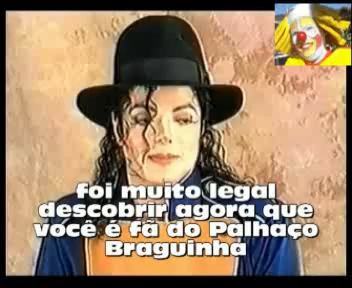 foi muito legal
descobrir agora que
você é fã do Palhaço
Braguinha